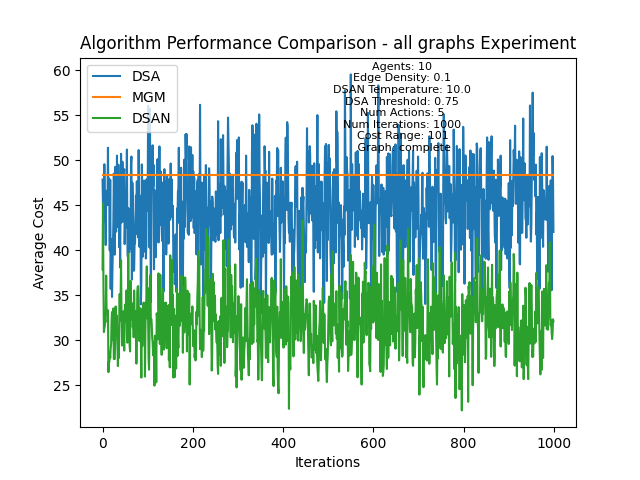 Algorithm Performance Comparison - all graphs Experiment
DSA
MGM
DSAN
Agents: 10
Edge Density: 0.1
DSAN Temperature: 10.0
DSA Threshold: 0.75
Num Actions: 5
Num Iterations: 1000
Cost Range: 101
Graph: complete
Average Cost
60
55
50
45
40
35
30
25
0
200
400
600
800
1000
Iterations